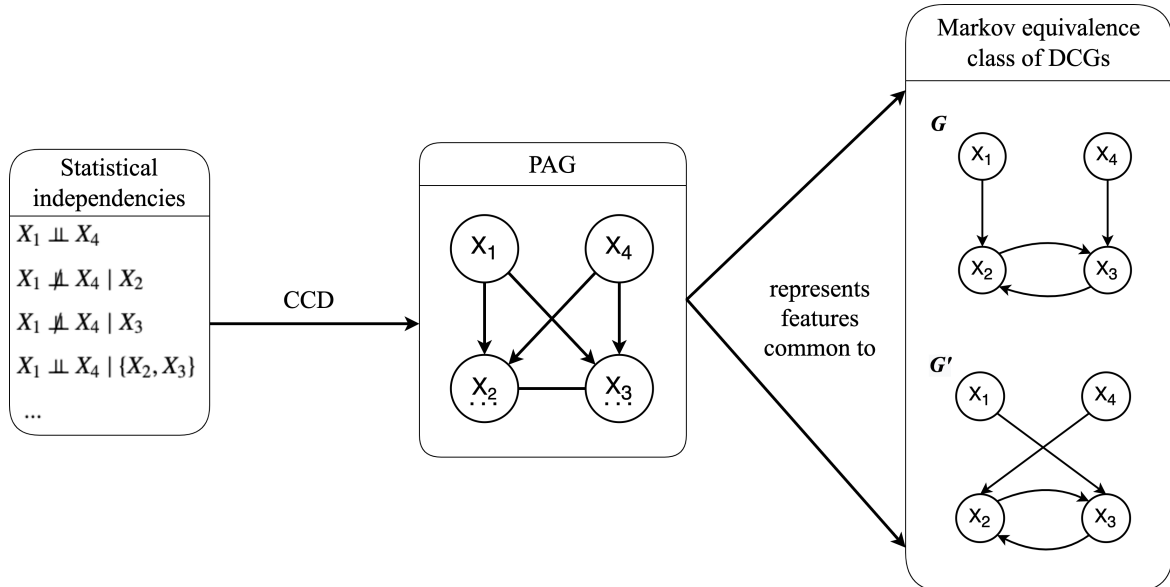 Statistical
independencies
X₁ ⫫ X₄
X₁ ⫫̸ X₄ | X₂
X₁ ⫫̸ X₄ | X₃
X₁ ⫫ X₄ | {X₂, X₃}
...
CCD
PAG
X₁
X₄
X₂
...
X₃
...
represents
features
common to
Markov equivalence
class of DCGs
G
X₁
X₄
X₂
X₃
G'
X₁
X₄
X₂
X₃